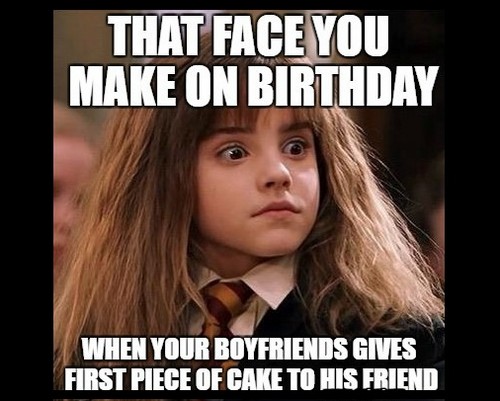 THAT FACE YOU
MAKE ON BIRTHDAY
WHEN YOUR BOYFRIENDS GIVES
FIRST PIECE OF CAKE TO HIS FRIEND